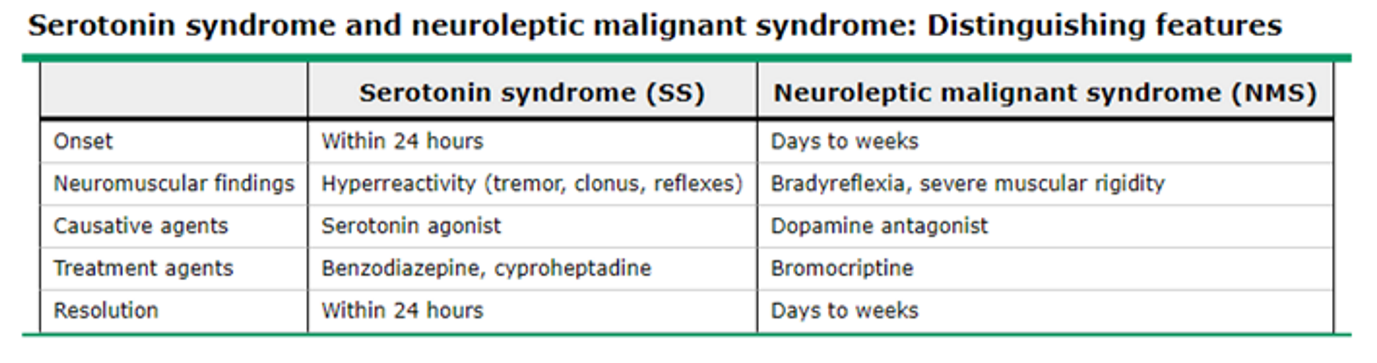 Serotonin syndrome and neuroleptic malignant syndrome: Distinguishing features
Serotonin syndrome (SS) Neuroleptic malignant syndrome (NMS)
Onset Within 24 hours Days to weeks
Neuromuscular findings Hyperreactivity (tremor, clonus, reflexes) Bradyreflexia, severe muscular rigidity
Causative agents Serotonin agonist Dopamine antagonist
Treatment agents Benzodiazepine, cyproheptadine Bromocriptine
Resolution Within 24 hours Days to weeks